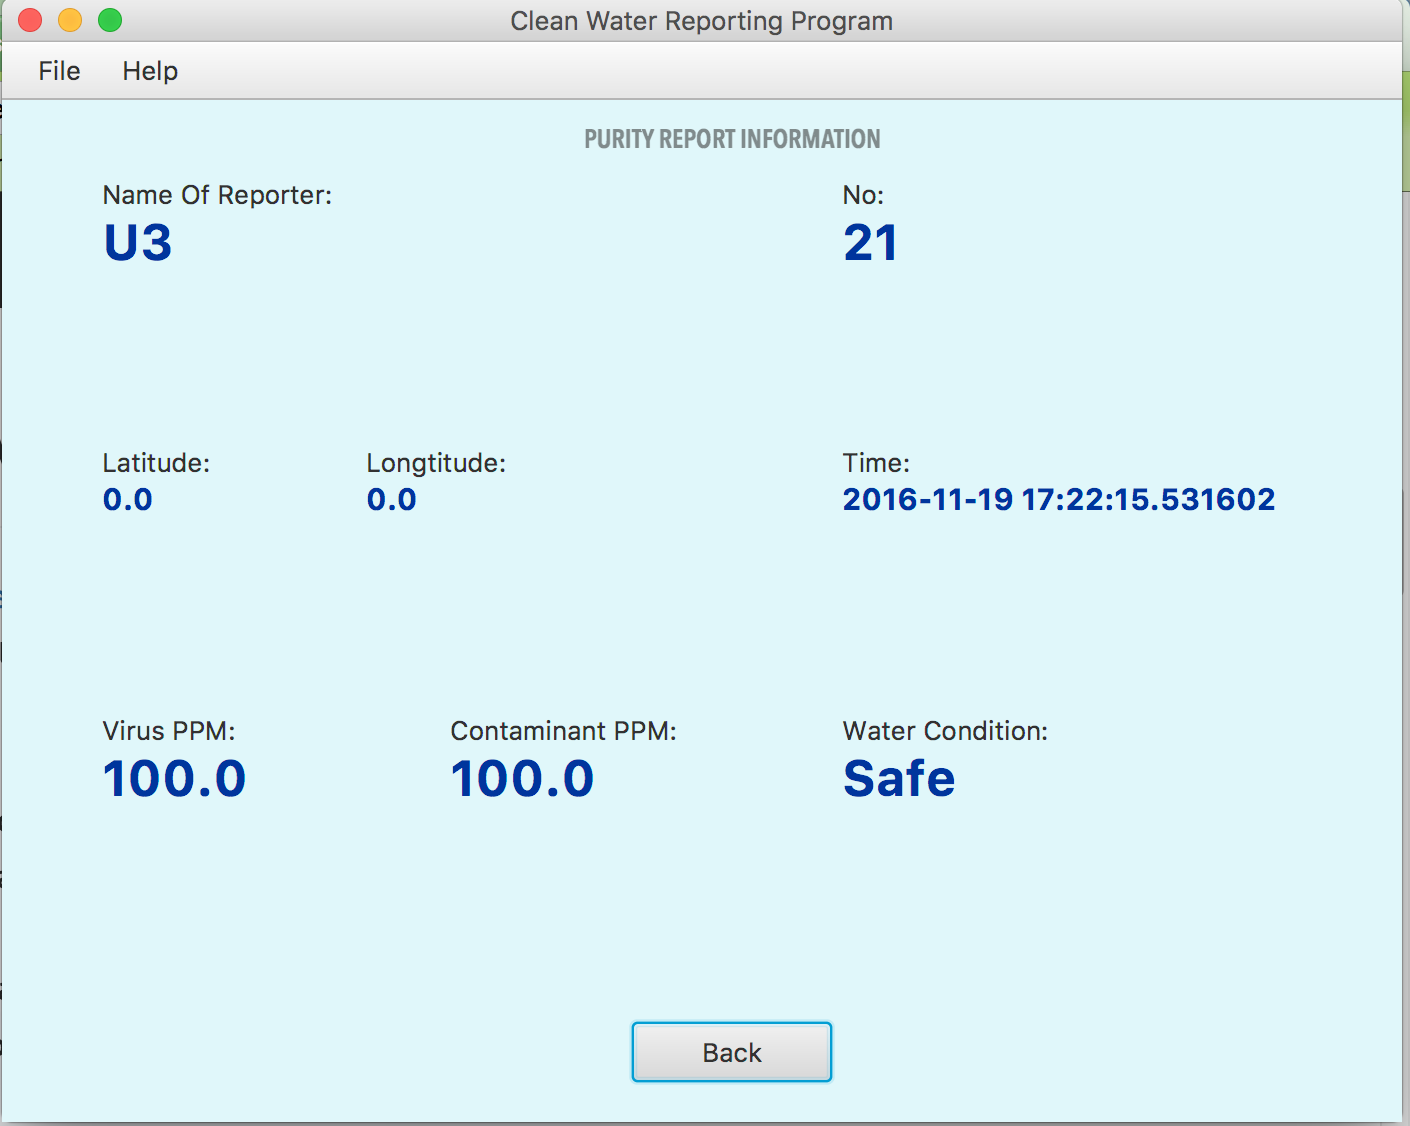 Clean Water Reporting Program
File Help
PURITY REPORT INFORMATION
Name Of Reporter: No:
U3 21
Latitude: Longtitude: Time:
0.0 0.0 2016-11-19 17:22:15.531602
Virus PPM: Contaminant PPM: Water Condition:
100.0 100.0 Safe
Back